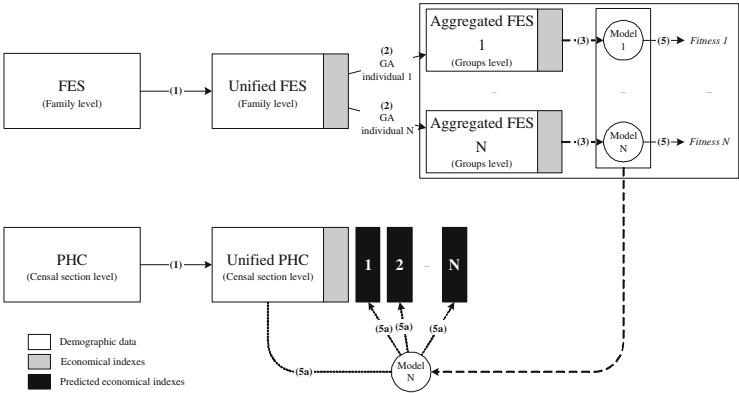 FES
(Family level)
(1)
Unified FES
(Family level)
(2)
GA
individual 1
(2)
GA
individual N
Aggregated FES
1
(Groups level)
(3)
Model
1
(5)
Fitness 1
...
...
...
Aggregated FES
N
(Groups level)
(3)
Model
N
(5)
Fitness N
PHC
(Censal section level)
(1)
Unified PHC
(Censal section level)
1
2
...
N
(5a)
(5a)
(5a)
(5a)
Model
N
Demographic data
Economical indexes
Predicted economical indexes